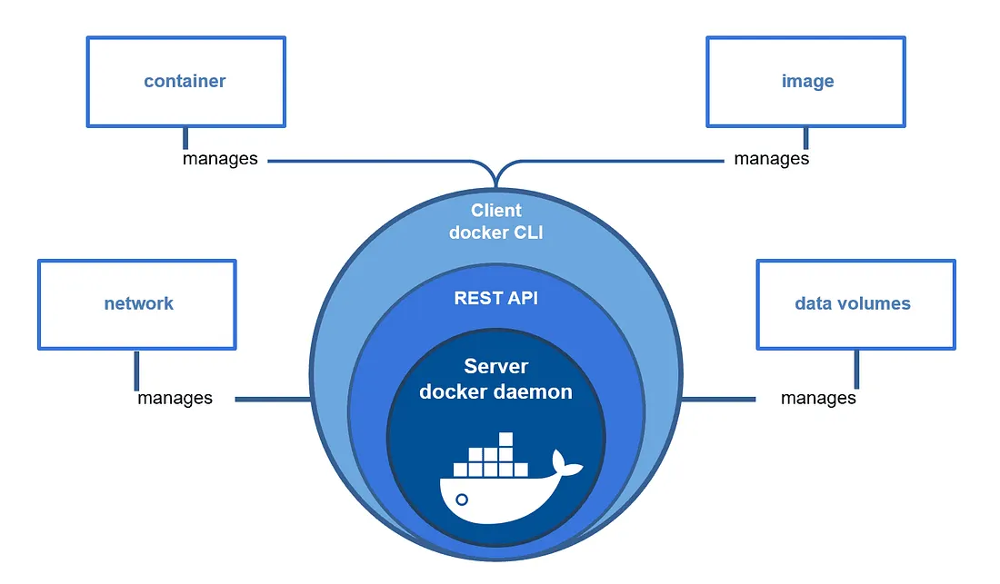 container
image
manages
manages
Client
docker CLI
REST API
network
data volumes
Server
docker daemon
manages
manages